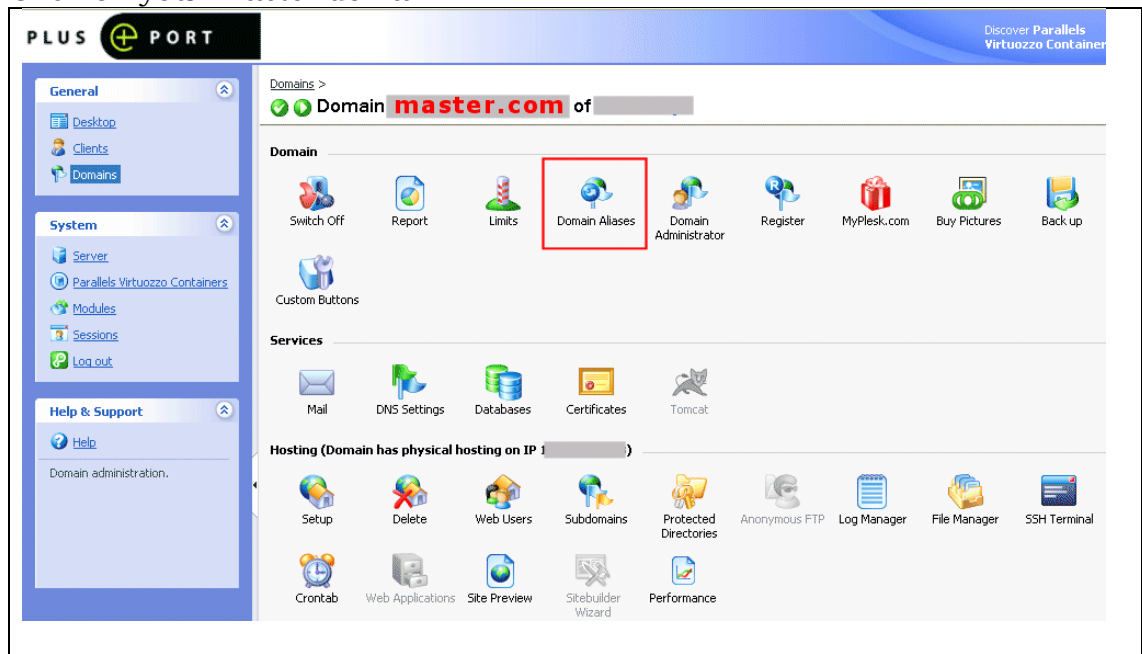 PLUS PORT
Discover Parallels
Virtuozzo Container
General
Desktop
Clients
Domains
System
Server
Parallels Virtuozzo Containers
Modules
Sessions
Log out
Help & Support
Help
Domain administration.
Domains >
Domain master.com of
Domain
Switch Off Report Limits Domain Aliases Domain Administrator Register MyPlesk.com Buy Pictures Back up
Custom Buttons
Services
Mail DNS Settings Databases Certificates Tomcat
Hosting (Domain has physical hosting on IP 1 )
Setup Delete Web Users Subdomains Protected Directories Anonymous FTP Log Manager File Manager SSH Terminal
Crontab Web Applications Site Preview Sitebuilder Wizard Performance